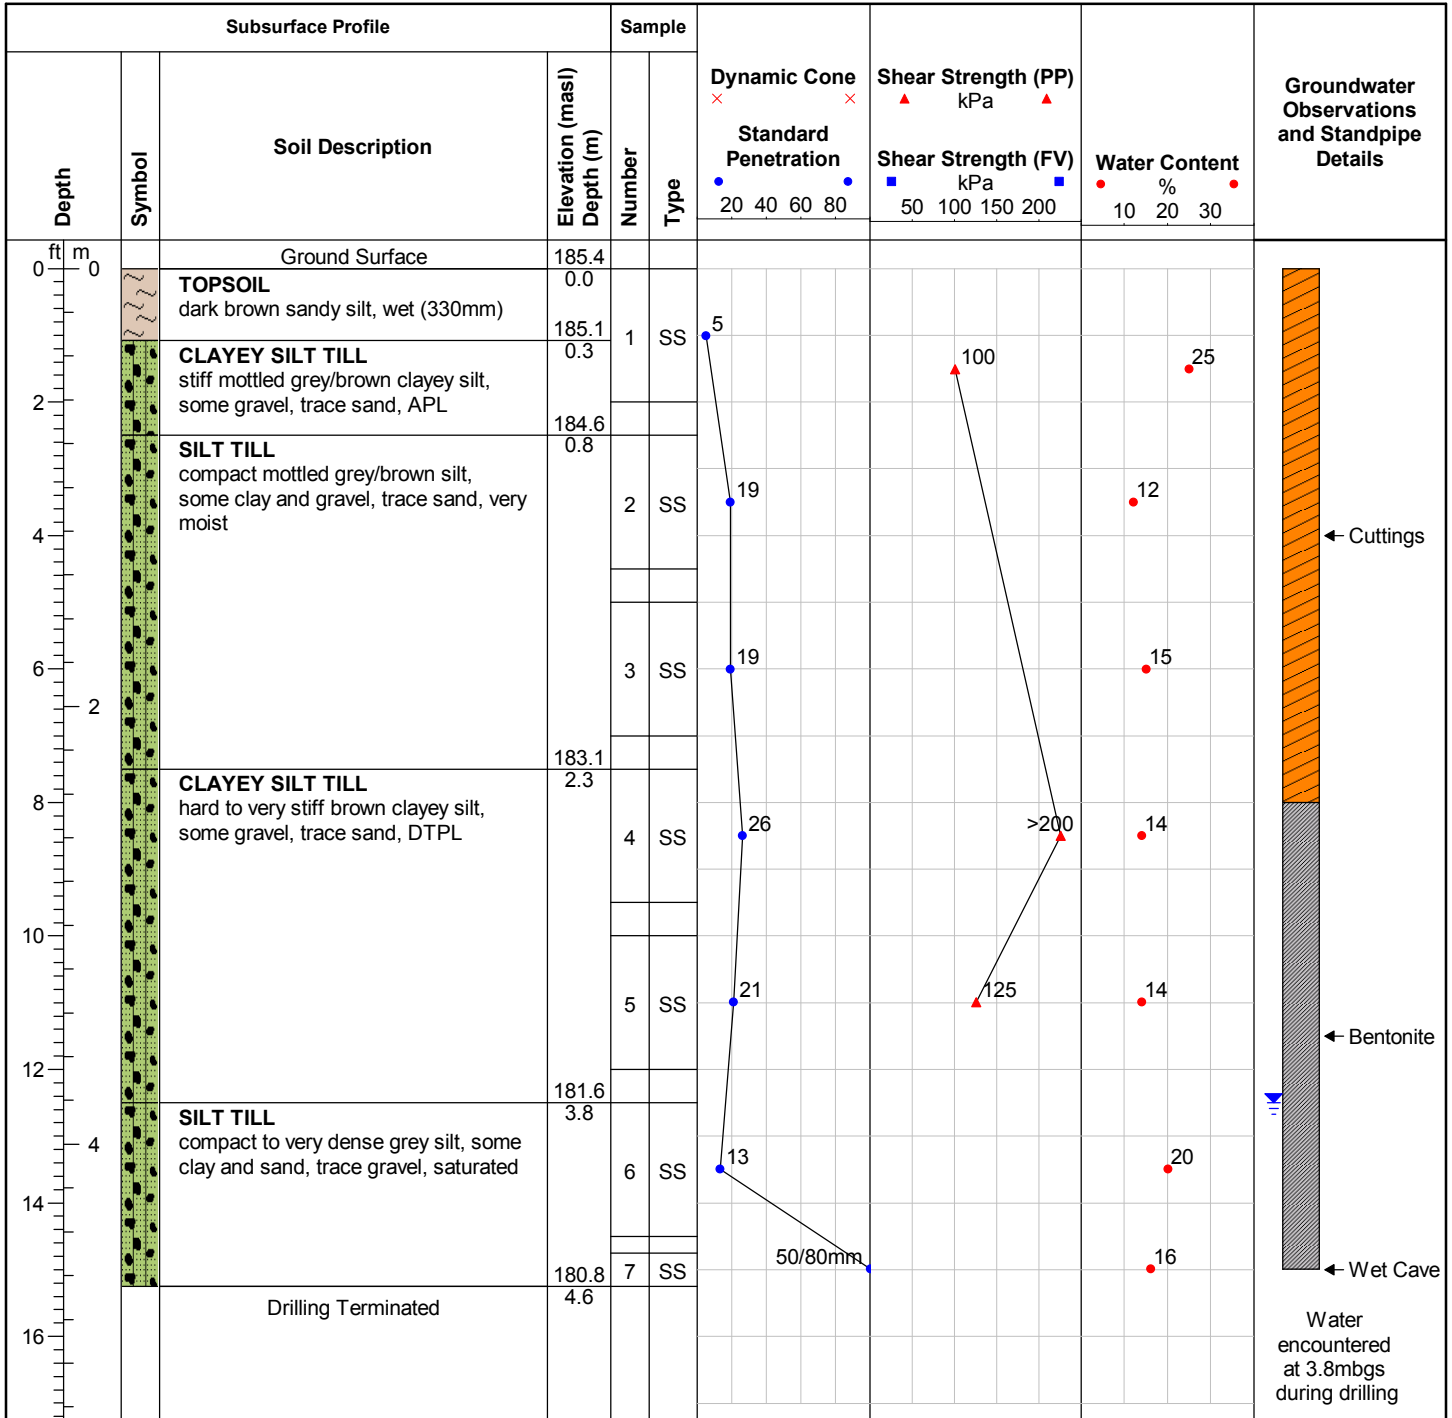 Subsurface Profile
Sample
Depth
Symbol
Soil Description
Elevation (masl)
Depth (m)
Number
Type
Dynamic Cone
Standard
Penetration
20 40 60 80
Shear Strength (PP)
kPa
Shear Strength (FV)
kPa
50 100 150 200
Water Content
%
10 20 30
Groundwater
Observations
and Standpipe
Details
ft m
Ground Surface
185.4
0 0
TOPSOIL
0.0
dark brown sandy silt, wet (330mm)
185.1
1 SS
5
CLAYEY SILT TILL
0.3
stiff mottled grey/brown clayey silt,
some gravel, trace sand, APL
100
25
2
184.6
SILT TILL
0.8
compact mottled grey/brown silt,
some clay and gravel, trace sand, very
moist
2 SS
19
12
4
Cuttings
6
3 SS
19
15
2
183.1
CLAYEY SILT TILL
2.3
hard to very stiff brown clayey silt,
some gravel, trace sand, DTPL
8
4 SS
26
>200
14
10
5 SS
21
125
14
Bentonite
12
181.6
SILT TILL
3.8
compact to very dense grey silt, some
clay and sand, trace gravel, saturated
4
6 SS
13
20
14
50/80mm
180.8
7 SS
16
Wet Cave
Drilling Terminated
4.6
16
Water
encountered
at 3.8mbgs
during drilling